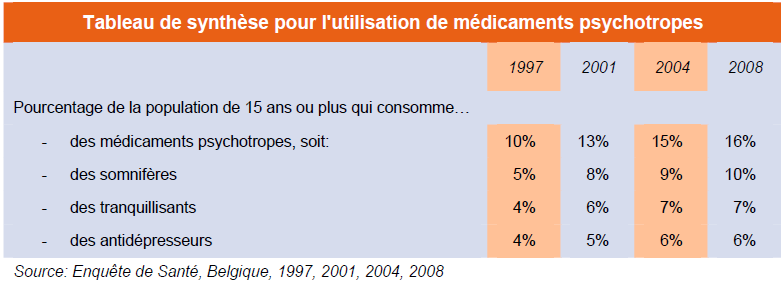 Tableau de synthèse pour l'utilisation de médicaments psychotropes
1997 2001 2004 2008
Pourcentage de la population de 15 ans ou plus qui consomme…
- des médicaments psychotropes, soit: 10% 13% 15% 16%
- des somnifères 5% 8% 9% 10%
- des tranquillisants 4% 6% 7% 7%
- des antidépresseurs 4% 5% 6% 6%
Source: Enquête de Santé, Belgique, 1997, 2001, 2004, 2008